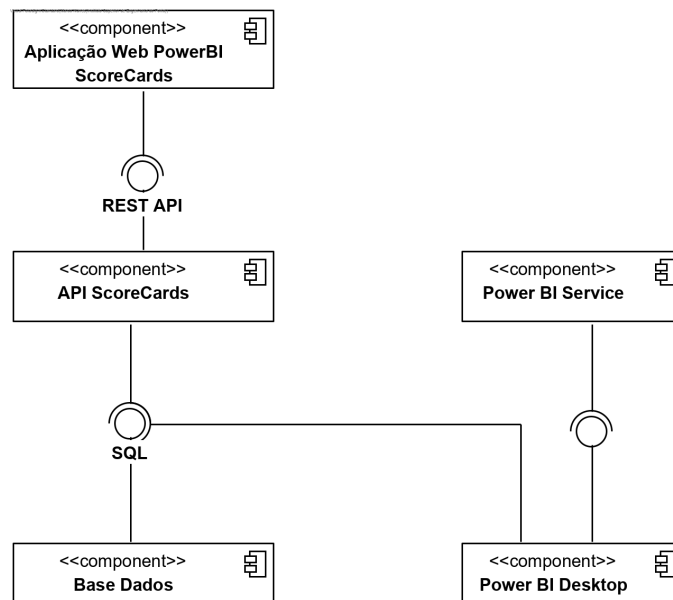 <<component>>
Aplicação Web PowerBI
ScoreCards
REST API
<<component>>
API ScoreCards
<<component>>
Power BI Service
SQL
<<component>>
Base Dados
<<component>>
Power BI Desktop